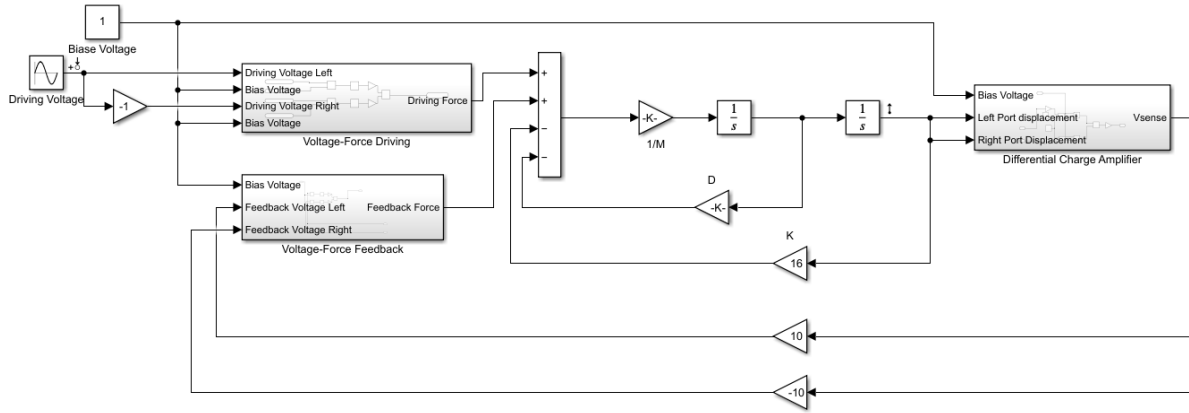 1
Biase Voltage
Driving Voltage
-1
Driving Voltage Left
Bias Voltage
Driving Voltage Right
Bias Voltage
Driving Force
Voltage-Force Driving
Bias Voltage
Feedback Voltage Left
Feedback Voltage Right
Feedback Force
Voltage-Force Feedback
+
+
−
−
-K-
1/M
1
s
1
s
D
-K-
K
16
10
-10
Bias Voltage
Left Port displacement
Right Port Displacement
Vsense
Differential Charge Amplifier